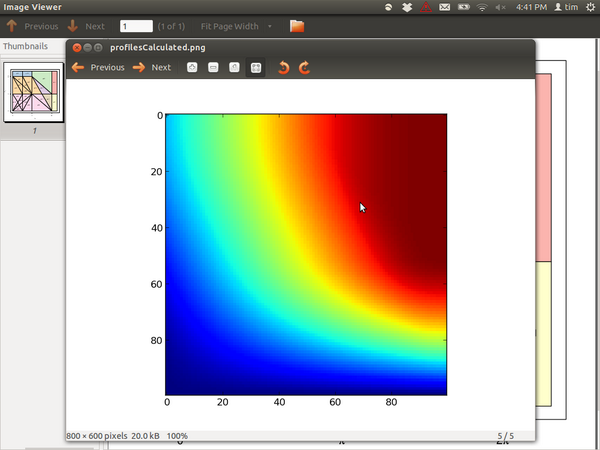 Image Viewer
4:41 PM
tim
Previous
Next
1
(1 of 1)
Fit Page Width
Thumbnails
1
profilesCalculated.png
Previous
Next
0
20
40
60
80
0
20
40
60
80
800 × 600 pixels 20.0 kB 100%
5 / 5